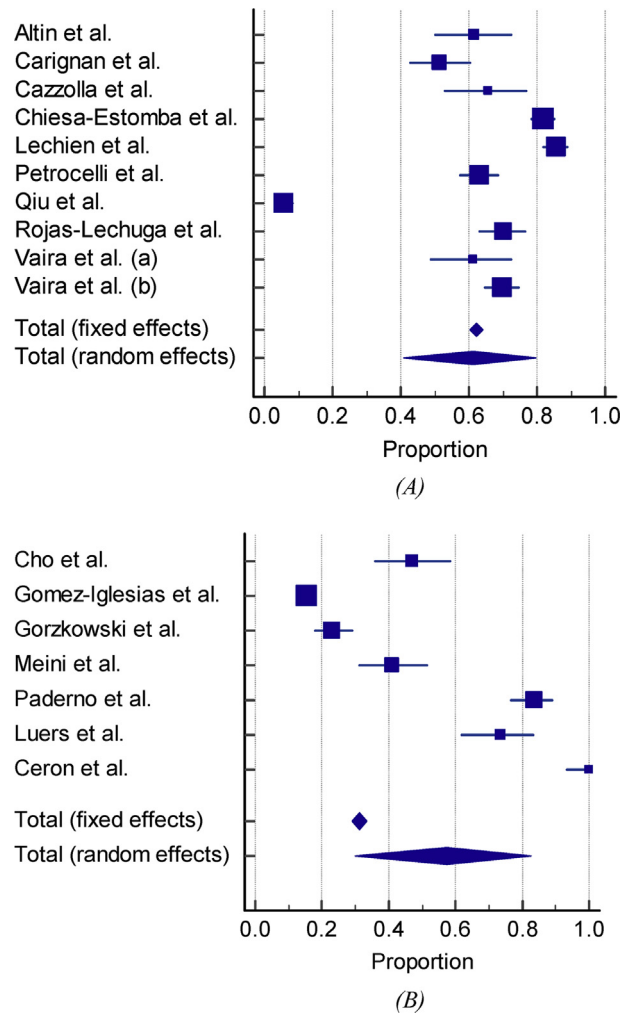 Altin et al.
Carignan et al.
Cazzolla et al.
Chiesa-Estomba et al.
Lechien et al.
Petrocelli et al.
Qiu et al.
Rojas-Lechuga et al.
Vaira et al. (a)
Vaira et al. (b)
Total (fixed effects)
Total (random effects)
0.0 0.2 0.4 0.6 0.8 1.0
Proportion
(A)
Cho et al.
Gomez-Iglesias et al.
Gorzkowski et al.
Meini et al.
Paderno et al.
Luers et al.
Ceron et al.
Total (fixed effects)
Total (random effects)
0.0 0.2 0.4 0.6 0.8 1.0
Proportion
(B)